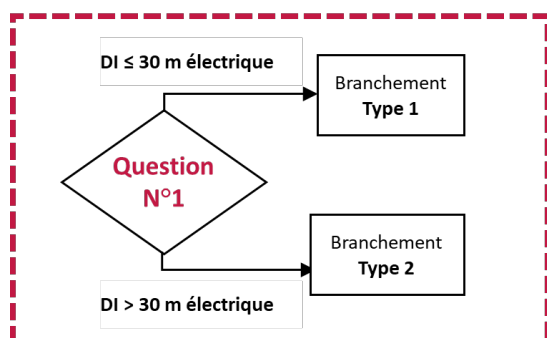 DI ≤ 30 m électrique
Branchement
Type 1
Question
N°1
Branchement
Type 2
DI > 30 m électrique